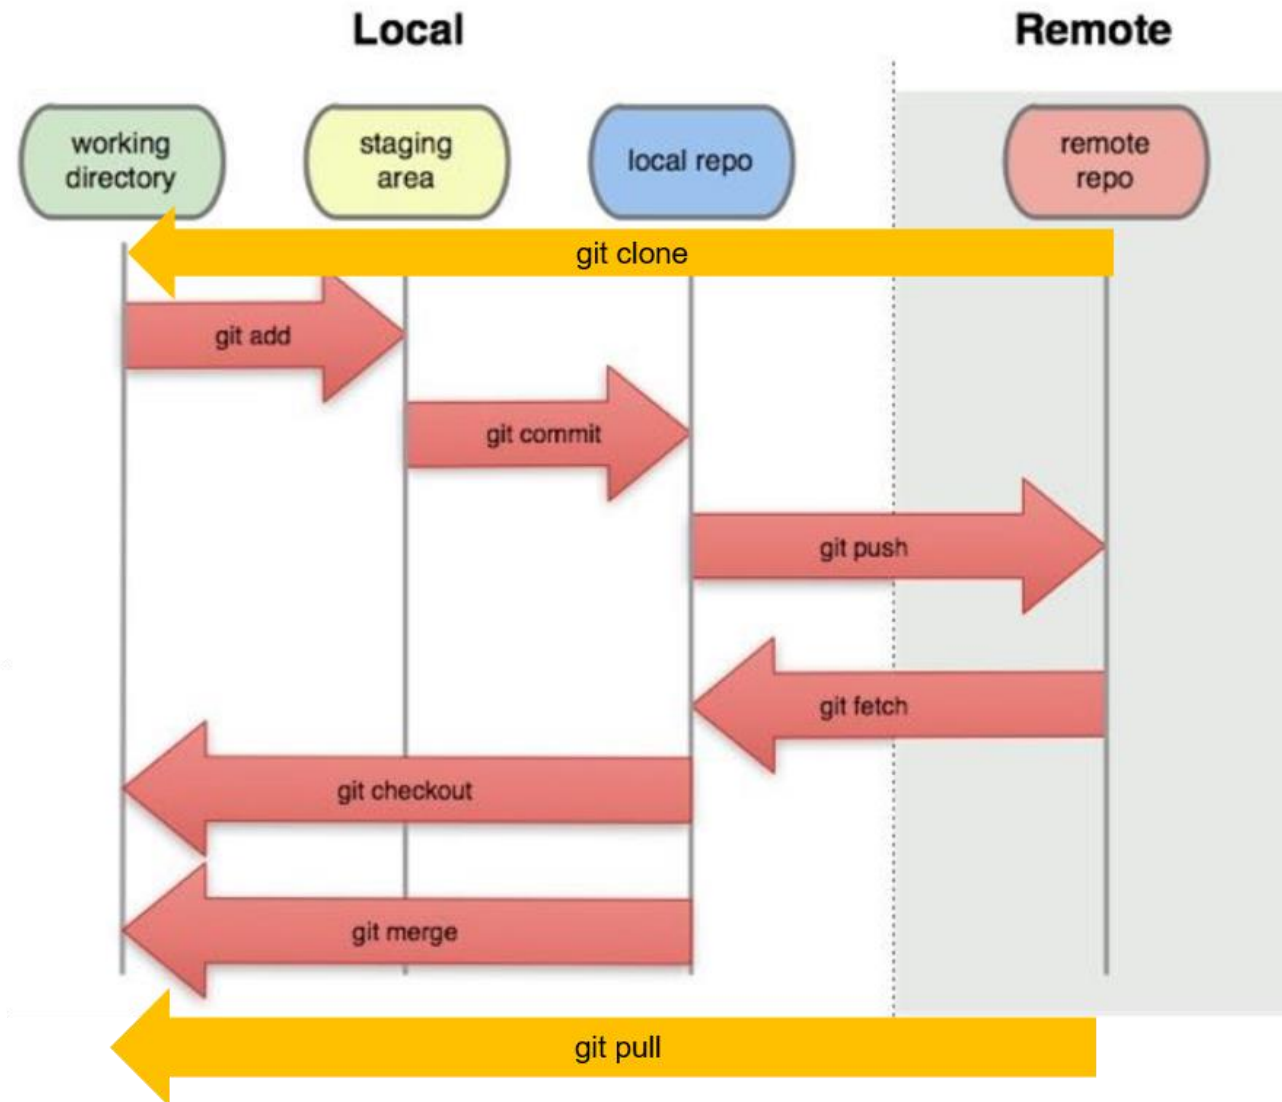 Local
Remote
working
directory
staging
area
local repo
remote
repo
git clone
git add
git commit
git push
git fetch
git checkout
git merge
git pull